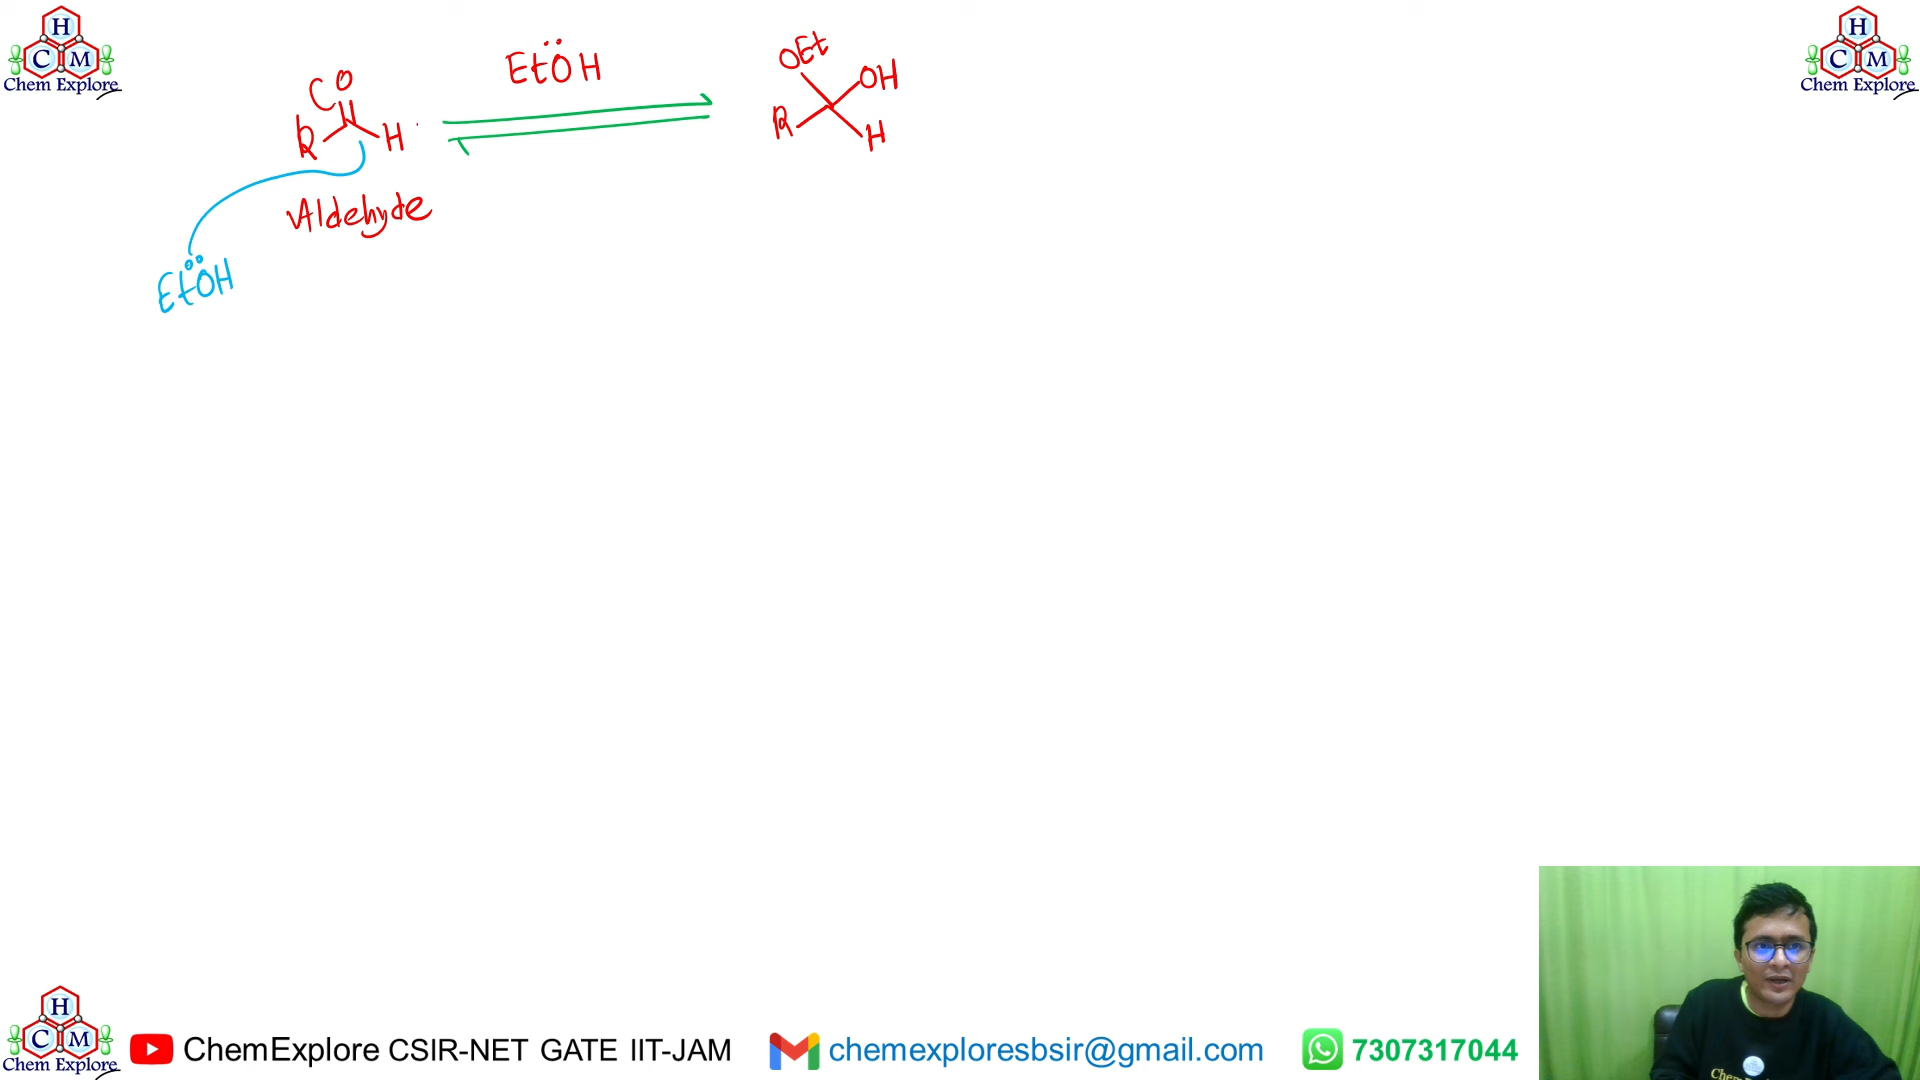 H
C M
Chem Explore
H
C M
Chem Explore
EtÖH
O
R H
Aldehyde
EtÖH
OEt
OH
R
H
H
C M
Chem Explore
ChemExplore CSIR-NET GATE IIT-JAM
chemexploresbsir@gmail.com
7307317044